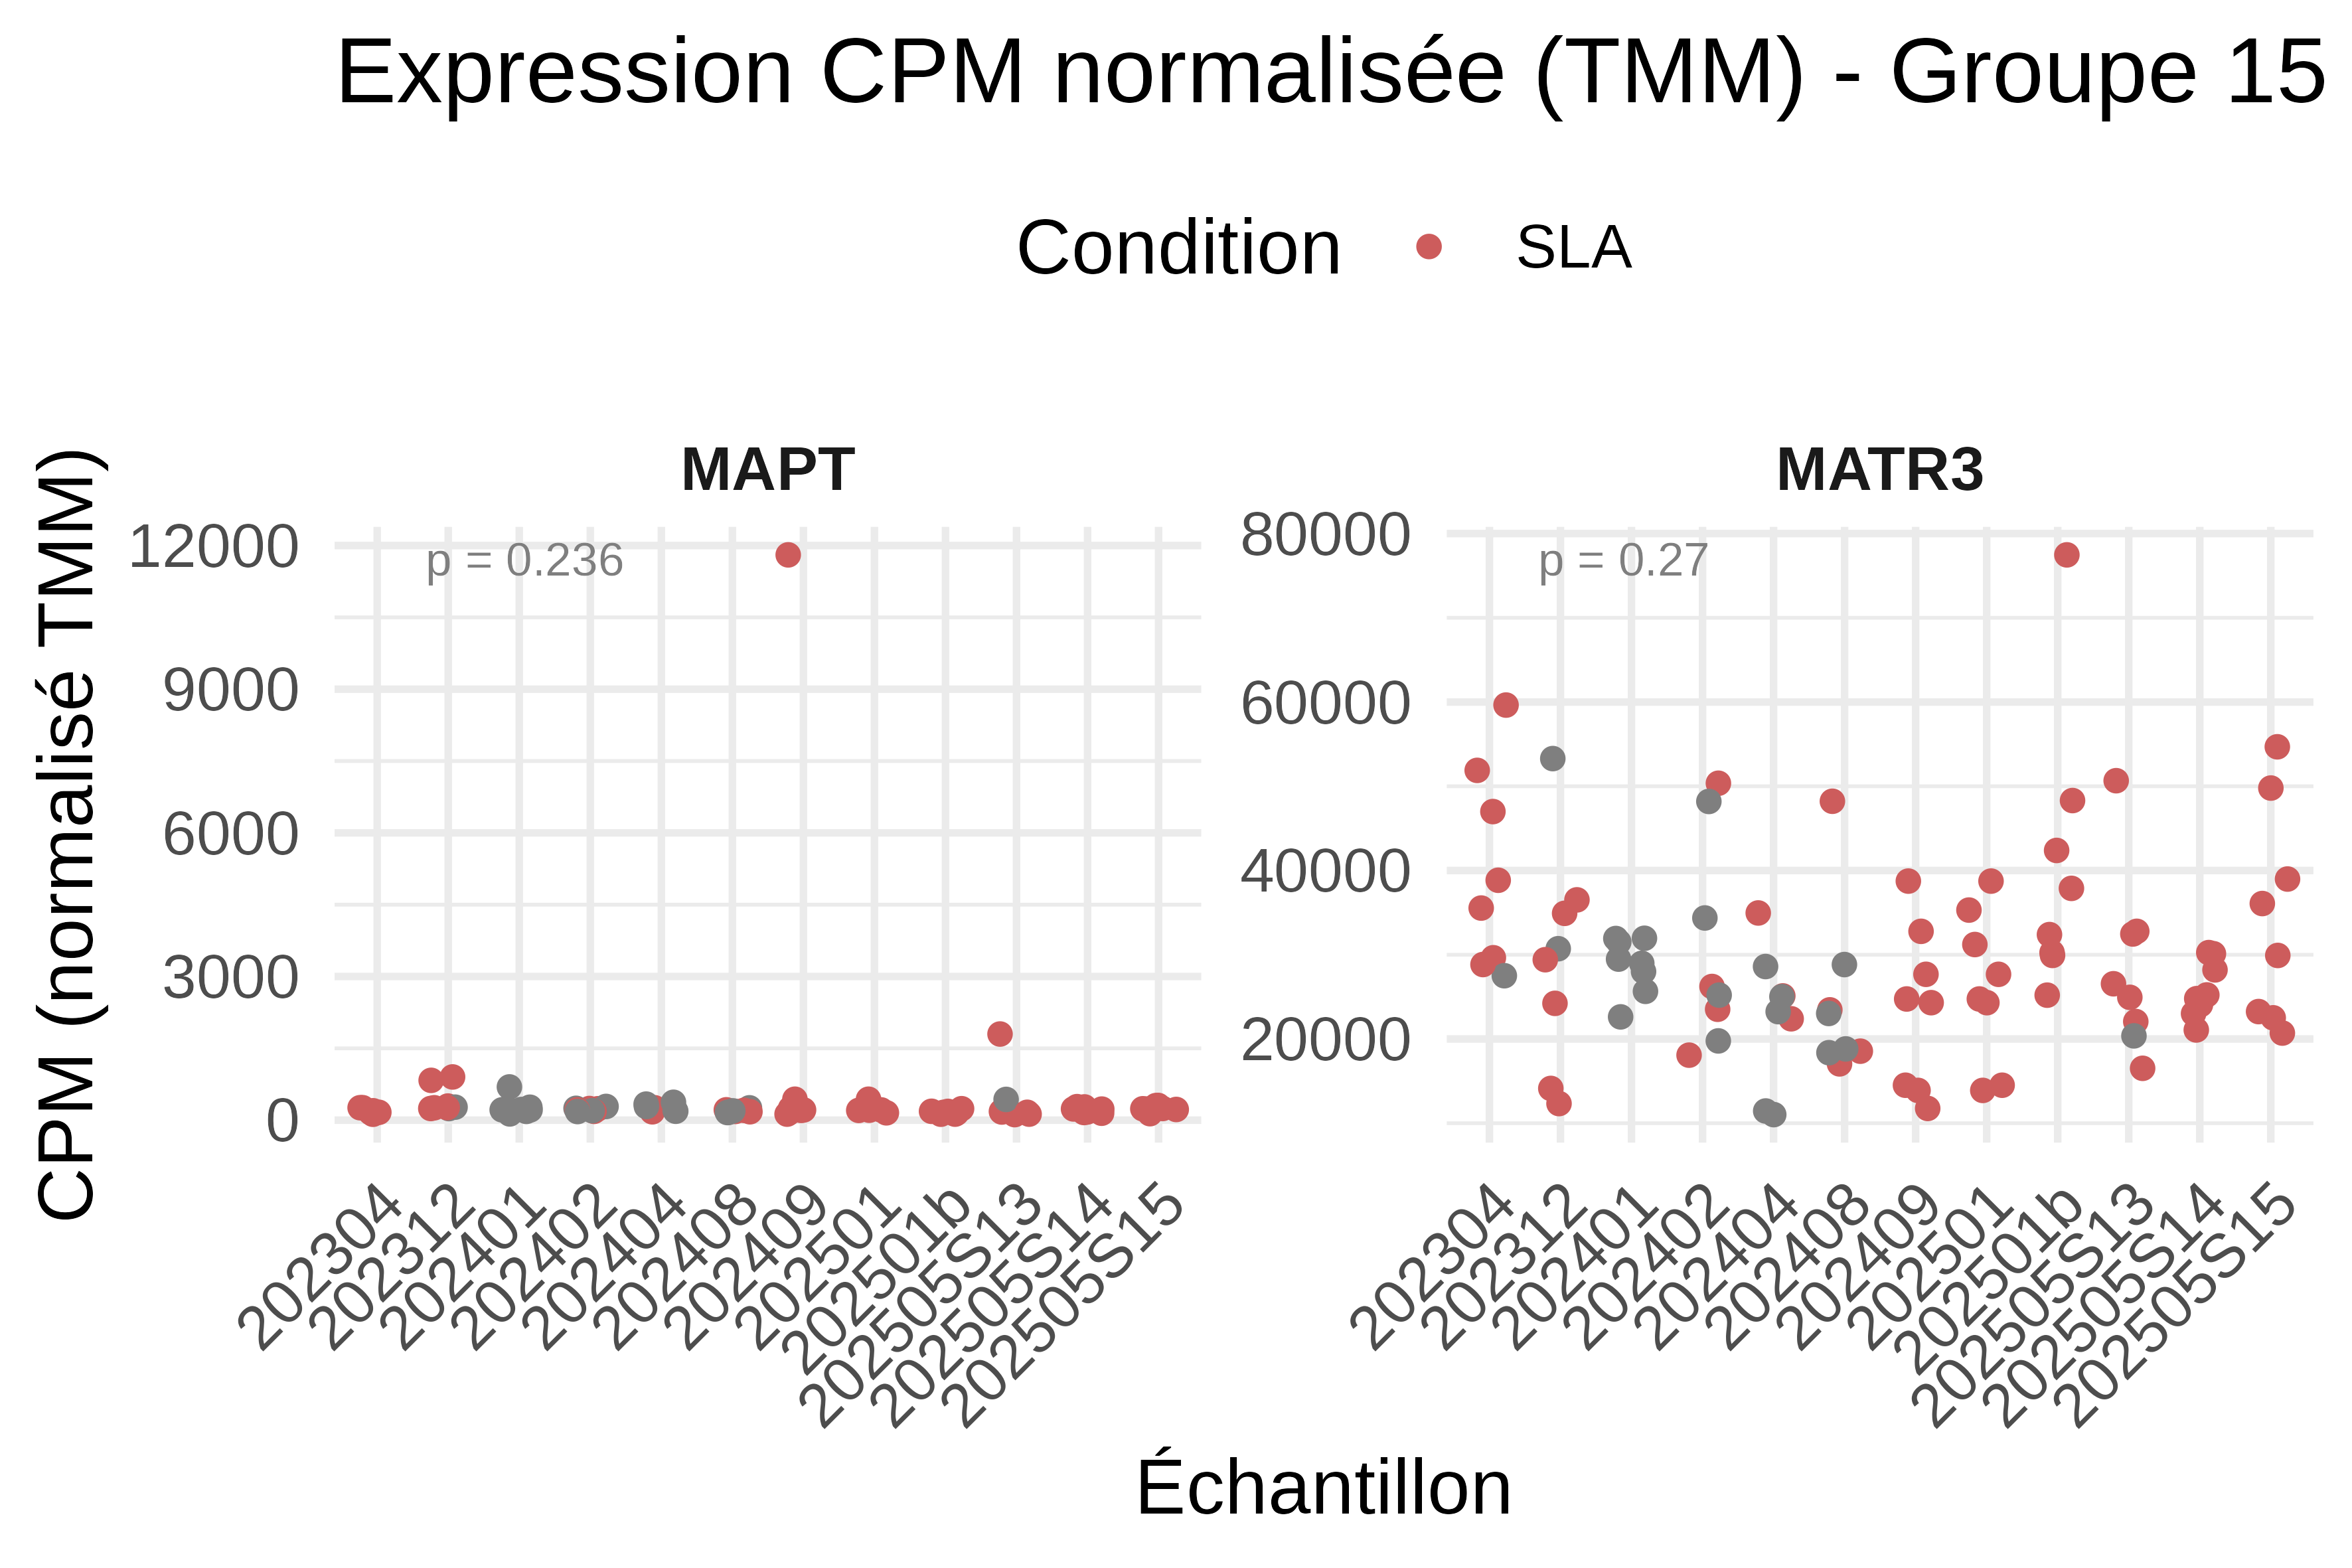 Expression CPM normalisée (TMM) - Groupe 15
Condition SLA
CPM (normalisé TMM)
MAPT
12000
9000
6000
3000
0
p = 0.236
202304
202312
202401
202402
202404
202408
202409
202501
202501b
202505S13
202505S14
202505S15
MATR3
80000
60000
40000
20000
p = 0.27
202304
202312
202401
202402
202404
202408
202409
202501
202501b
202505S13
202505S14
202505S15
Échantillon